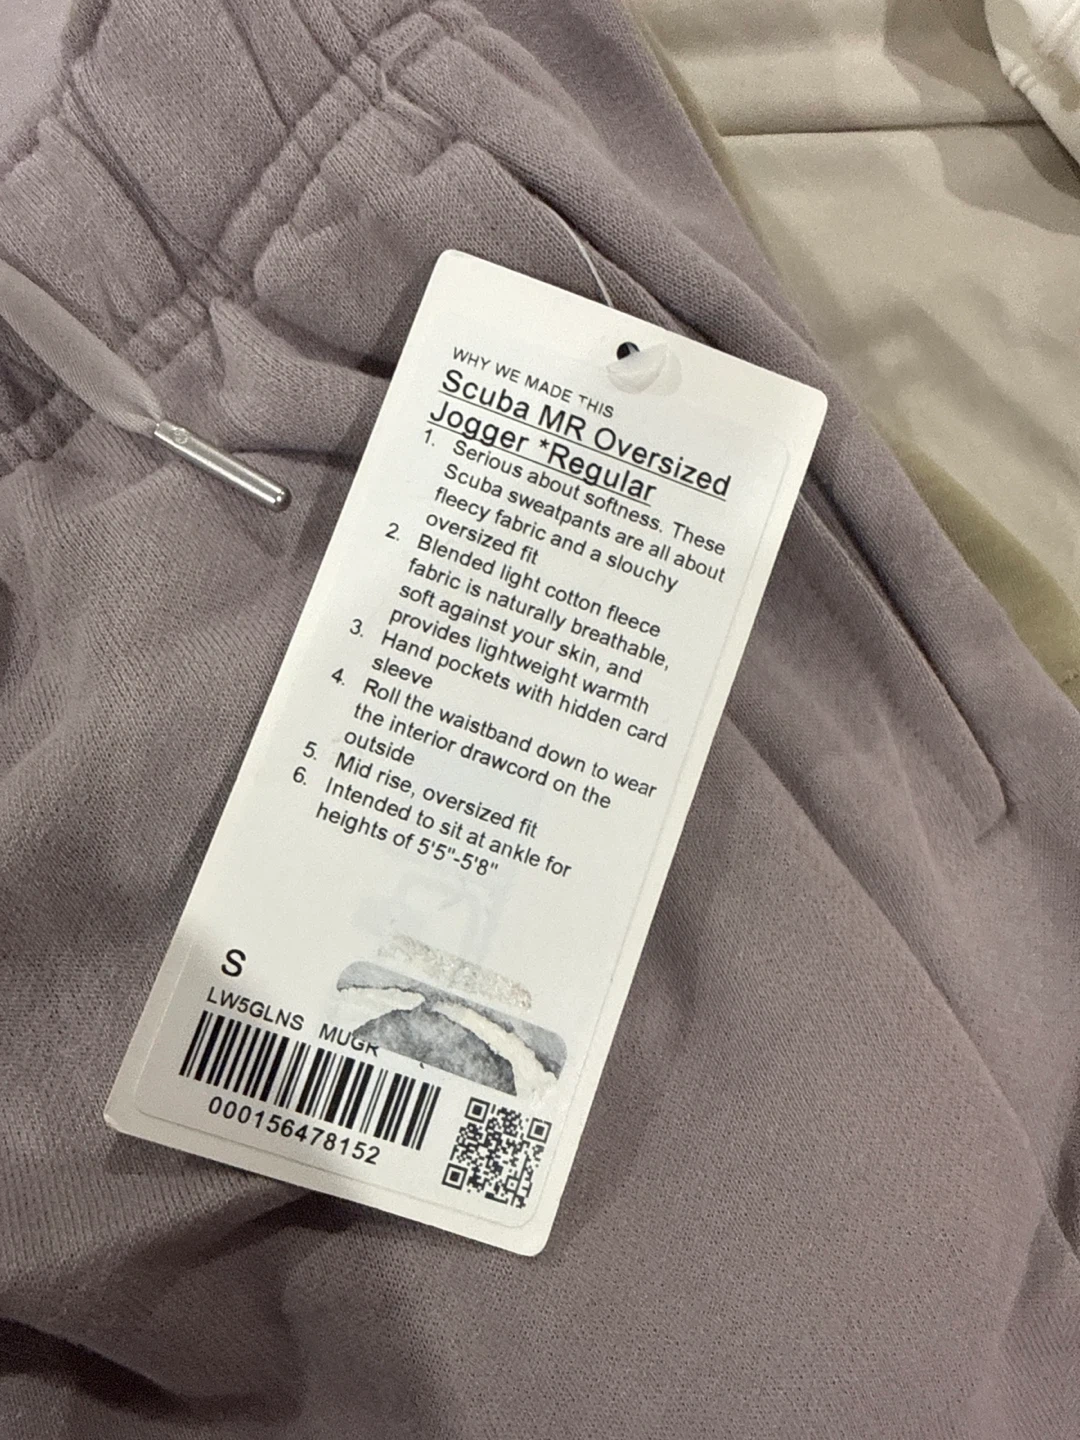 WHY WE MADE THIS
Scuba MR Oversized
Jogger *Regular
1. Serious about softness. These
Scuba sweatpants are all about
fleecy fabric and a slouchy
oversized fit
2. Blended light cotton fleece
fabric is naturally breathable,
soft against your skin, and
provides lightweight warmth
3. Hand pockets with hidden card
sleeve
4. Roll the waistband down to wear
the interior drawcord on the
outside
5. Mid rise, oversized fit
6. Intended to sit at ankle for
heights of 5'5"-5'8"
S
LW5GLNS MUGR
000156478152